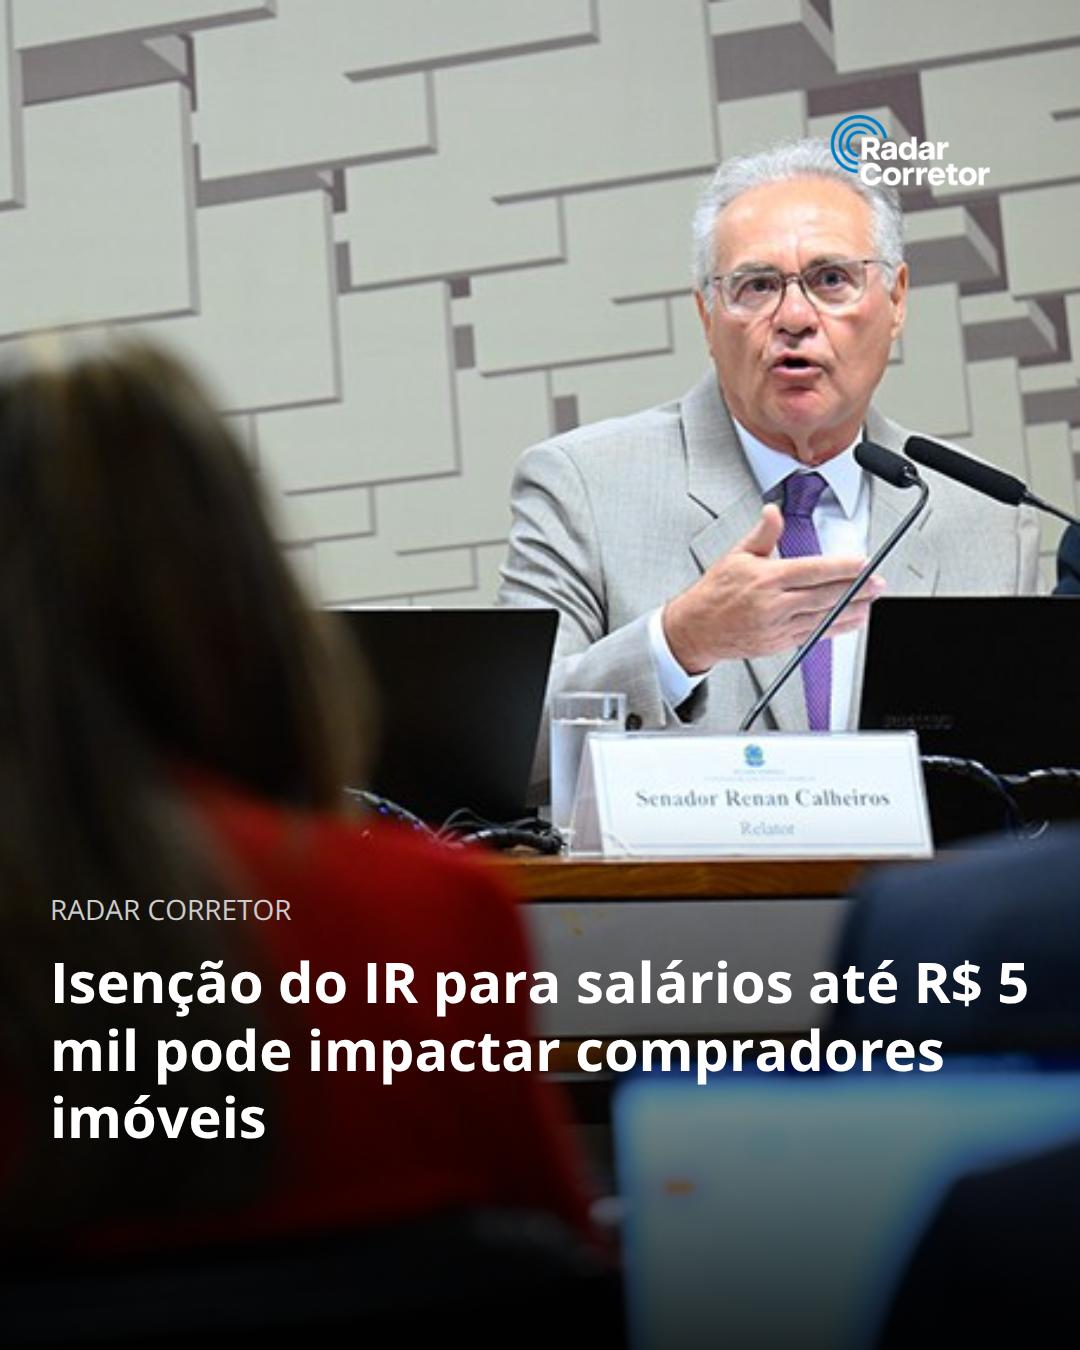 Radar
Corretor
Senador Renan Calheiros
Relator
RADAR CORRETOR
Isenção do IR para salários até R$ 5
mil pode impactar compradores
imóveis